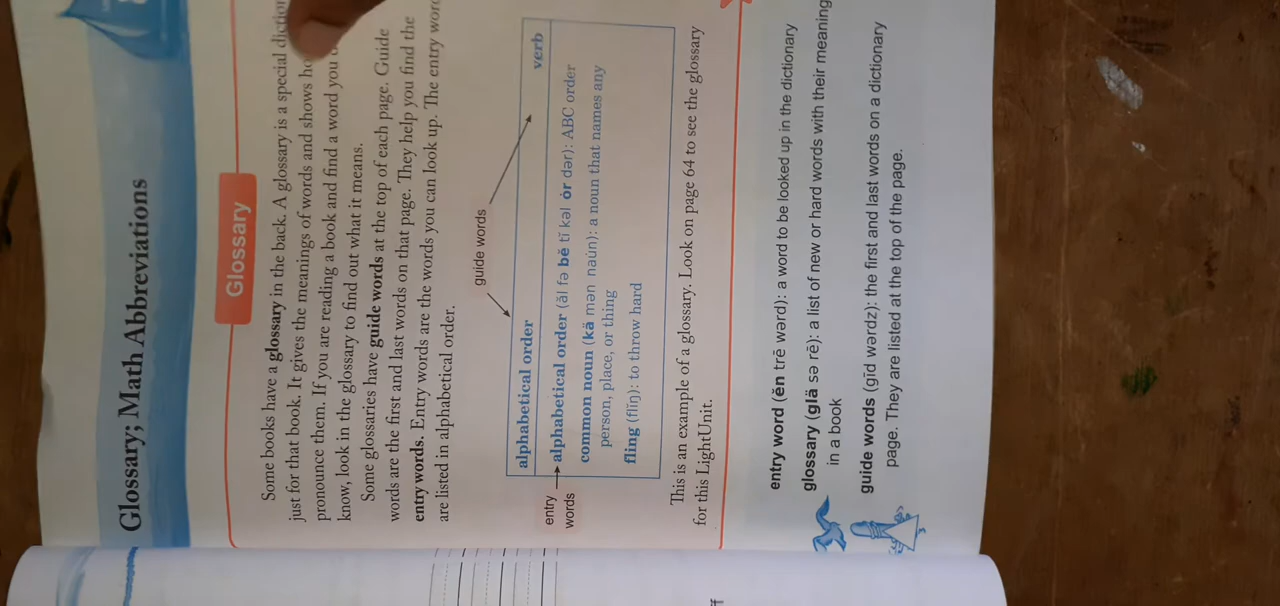 Glossary; Math Abbreviations
Glossary
Some books have a glossary in the back. A glossary is a special
just for that book. It gives the meanings of words and shows
pronounce them. If you are reading a book and find a word you
know, look in the glossary to find out what it means.
Some glossaries have guide words at the top of each page. Guide
words are the first and last words on that page. They help you find the
entry words. Entry words are the words you can look up. The entry
are listed in alphabetical order.
guide words
alphabetical order verb
entry words
alphabetical order (ăl fə bĕ tĭ kəl ȯr dər): ABC order
common noun (kä mən nau̇n): a noun that names any
person, place, or thing
fling (fliŋ): to throw hard
This is an example of a glossary. Look on page 64 to see the glossary
for this LightUnit.
entry word (ĕn trē wərd): a word to be looked up in the dictionary
glossary (glä sə rē): a list of new or hard words with their meaning
in a book
guide words (gīd wərdz): the first and last words on a dictionary
page. They are listed at the top of the page.